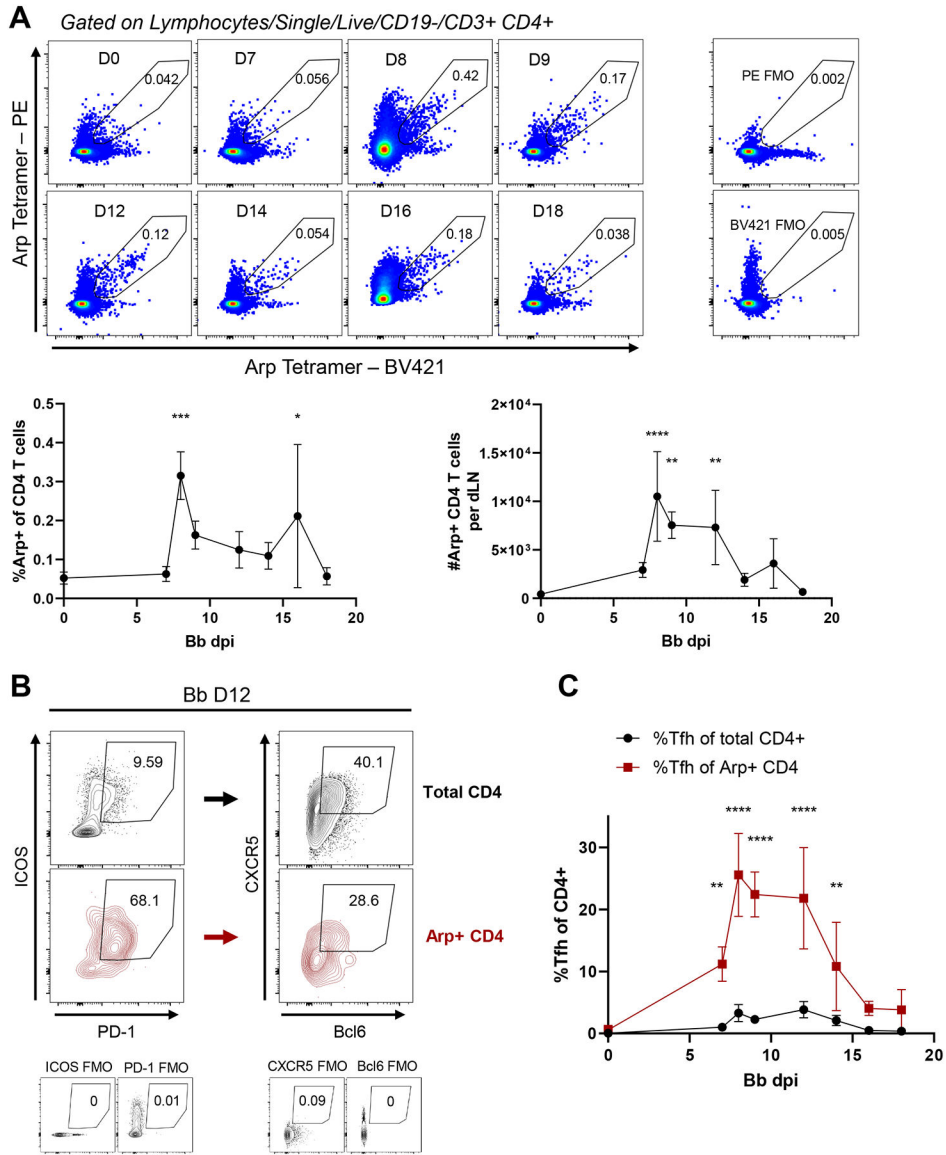 A
Gated on Lymphocytes/Single/Live/CD19-/CD3+ CD4+
Arp Tetramer – PE
D0
0.042
D7
0.056
D8
0.42
D9
0.17
PE FMO
0.002
D12
0.12
D14
0.054
D16
0.18
D18
0.038
BV421 FMO
0.005
Arp Tetramer – BV421
%Arp+ of CD4 T cells
0.5
0.4
0.3
0.2
0.1
0.0
***
*
0 5 10 15 20
Bb dpi
#Arp+ CD4 T cells
per dLN
2×10⁴
1.5×10⁴
1×10⁴
5×10³
0
****
**
**
0 5 10 15 20
Bb dpi
B
Bb D12
ICOS
9.59
68.1
PD-1
CXCR5
40.1
28.6
Bcl6
Total CD4
Arp+ CD4
ICOS FMO
0
PD-1 FMO
0.01
CXCR5 FMO
0.09
Bcl6 FMO
0
C
%Tfh of total CD4+
%Tfh of Arp+ CD4
%Tfh of CD4+
30
20
10
0
**
****
****
****
**
0 5 10 15 20
Bb dpi